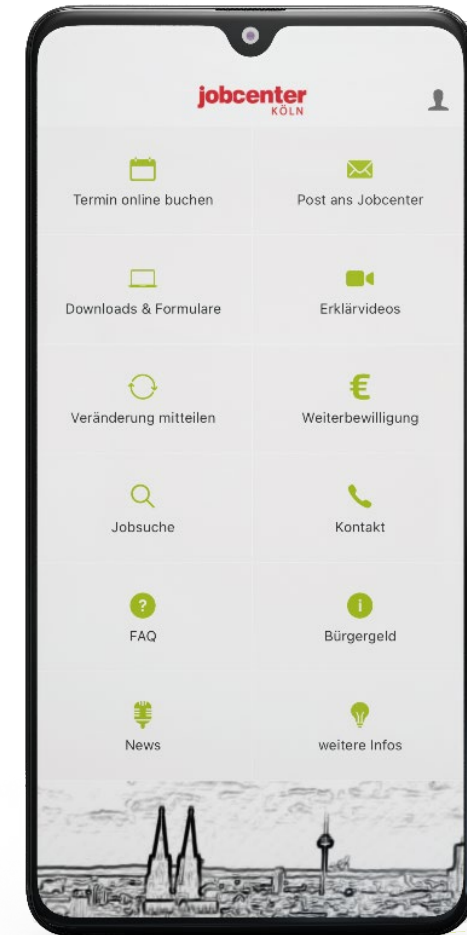 jobcenter
KÖLN
Termin online buchen
Post ans Jobcenter
Downloads & Formulare
Erklärvideos
Veränderung mitteilen
Weiterbewilligung
Jobsuche
Kontakt
FAQ
Bürgergeld
News
weitere Infos